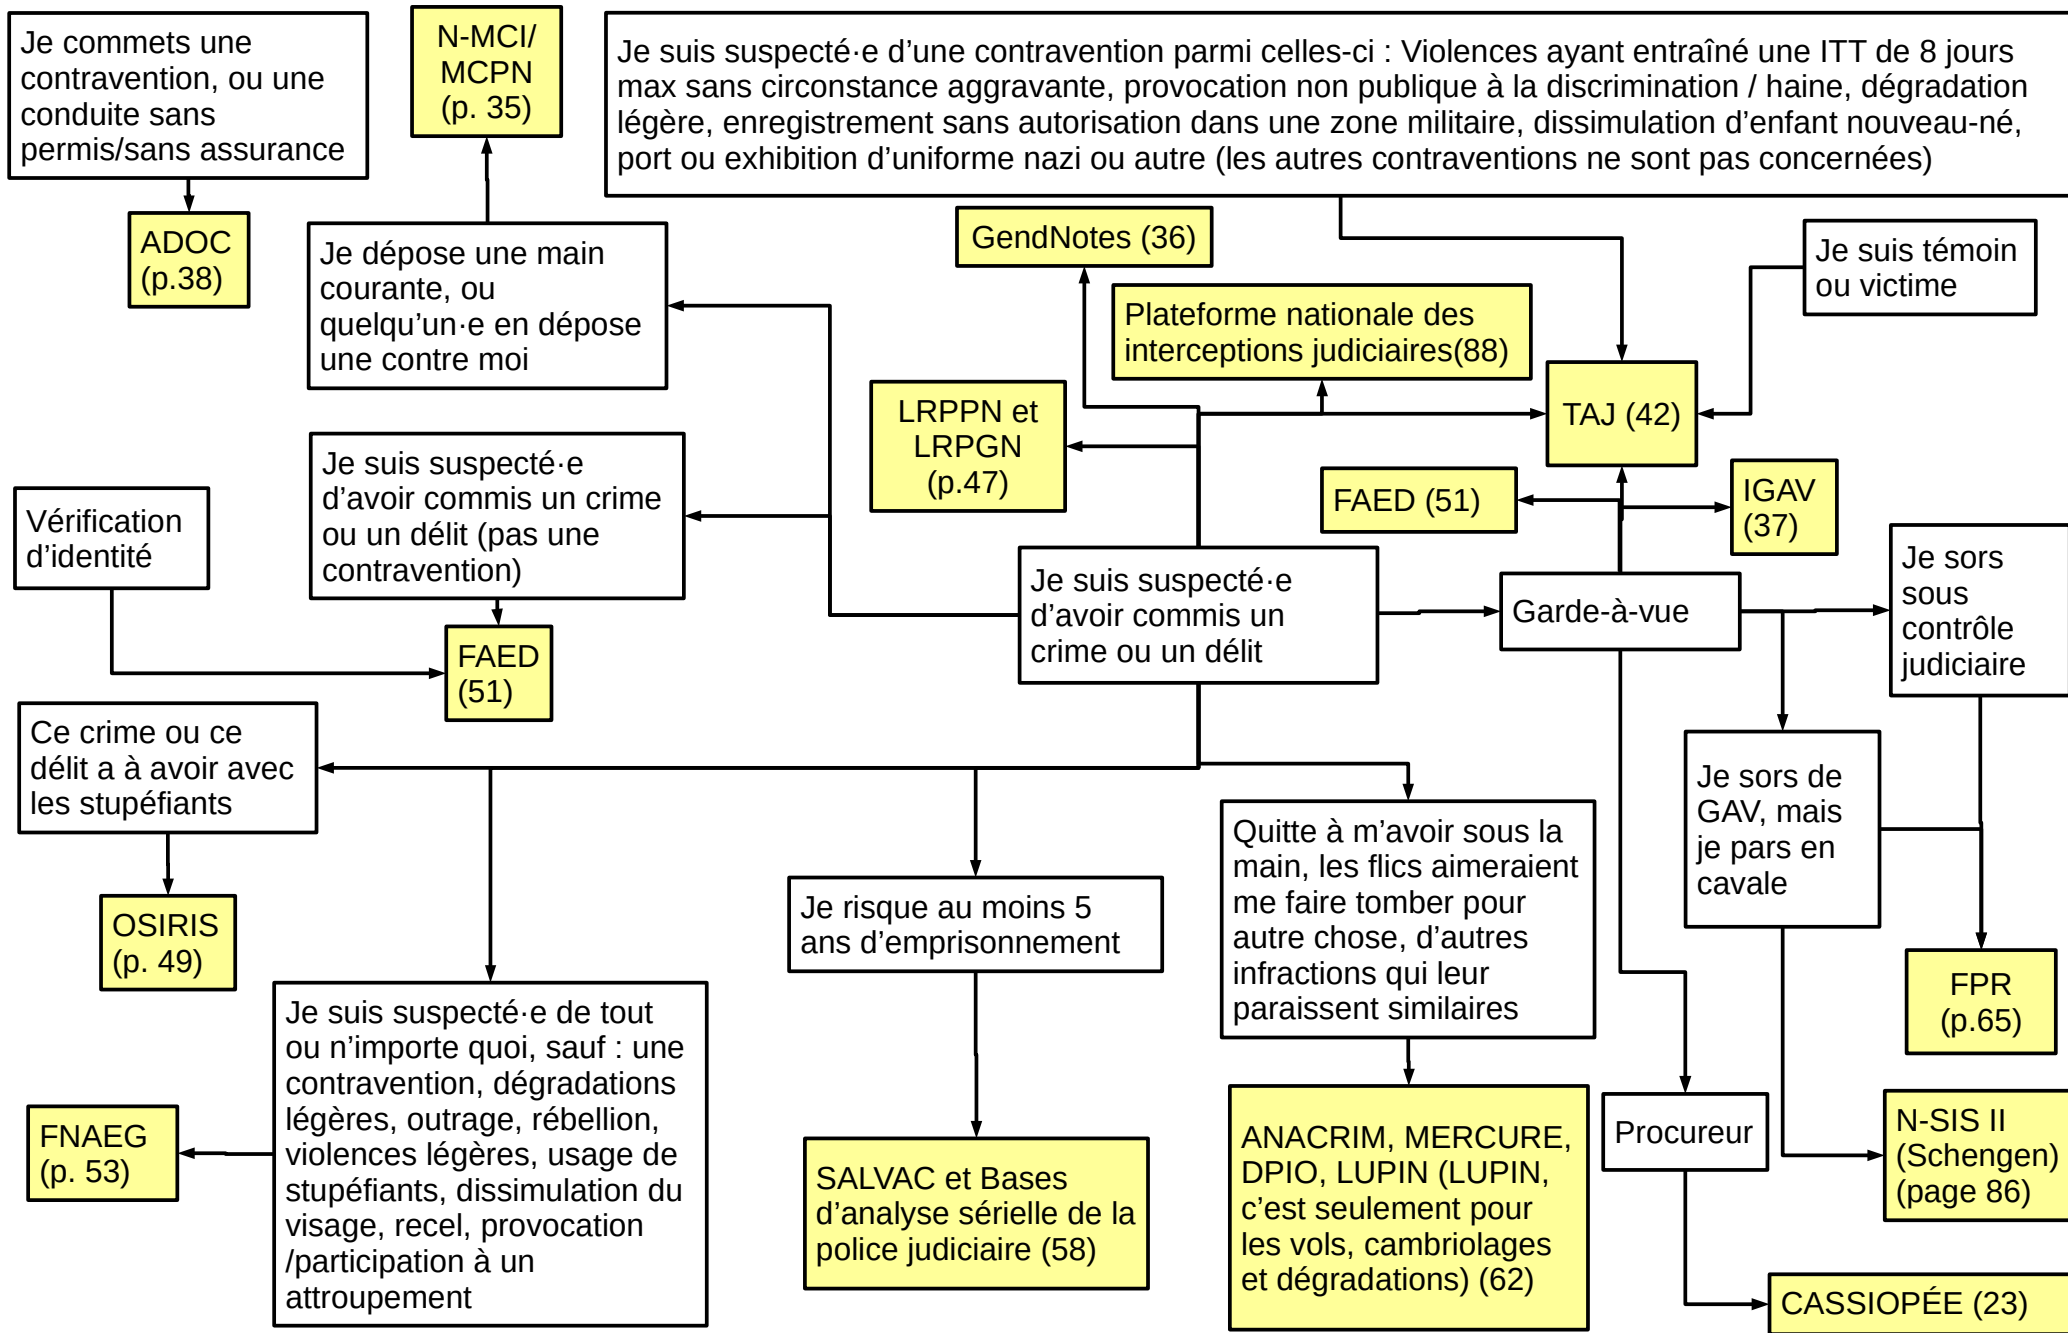 Je commets une
contravention, ou une
conduite sans
permis/sans assurance
N-MCI/
MCPN
(p. 35)
Je suis suspecté·e d’une contravention parmi celles-ci : Violences ayant entraîné une ITT de 8 jours
max sans circonstance aggravante, provocation non publique à la discrimination / haine, dégradation
légère, enregistrement sans autorisation dans une zone militaire, dissimulation d’enfant nouveau-né,
port ou exhibition d’uniforme nazi ou autre (les autres contraventions ne sont pas concernées)
ADOC
(p.38)
Je dépose une main
courante, ou
quelqu’un·e en dépose
une contre moi
GendNotes (36)
Je suis témoin
ou victime
Plateforme nationale des
interceptions judiciaires(88)
LRPPN et
LRPGN
(p.47)
TAJ (42)
Je suis suspecté·e
d’avoir commis un crime
ou un délit (pas une
contravention)
FAED (51)
IGAV
(37)
Vérification
d’identité
Je suis suspecté·e
d’avoir commis un
crime ou un délit
Garde-à-vue
Je sors
sous
contrôle
judiciaire
FAED
(51)
Ce crime ou ce
délit a à avoir avec
les stupéfiants
Je sors de
GAV, mais
je pars en
cavale
Quitte à m’avoir sous la
main, les flics aimeraient
me faire tomber pour
autre chose, d’autres
infractions qui leur
paraissent similaires
Je risque au moins 5
ans d’emprisonnement
OSIRIS
(p. 49)
FPR
(p.65)
Je suis suspecté·e de tout
ou n’importe quoi, sauf : une
contravention, dégradations
légères, outrage, rébellion,
violences légères, usage de
stupéfiants, dissimulation du
visage, recel, provocation
/participation à un
attroupement
FNAEG
(p. 53)
SALVAC et Bases
d’analyse sérielle de la
police judiciaire (58)
ANACRIM, MERCURE,
DPIO, LUPIN (LUPIN,
c’est seulement pour
les vols, cambriolages
et dégradations) (62)
Procureur
N-SIS II
(Schengen)
(page 86)
CASSIOPÉE (23)